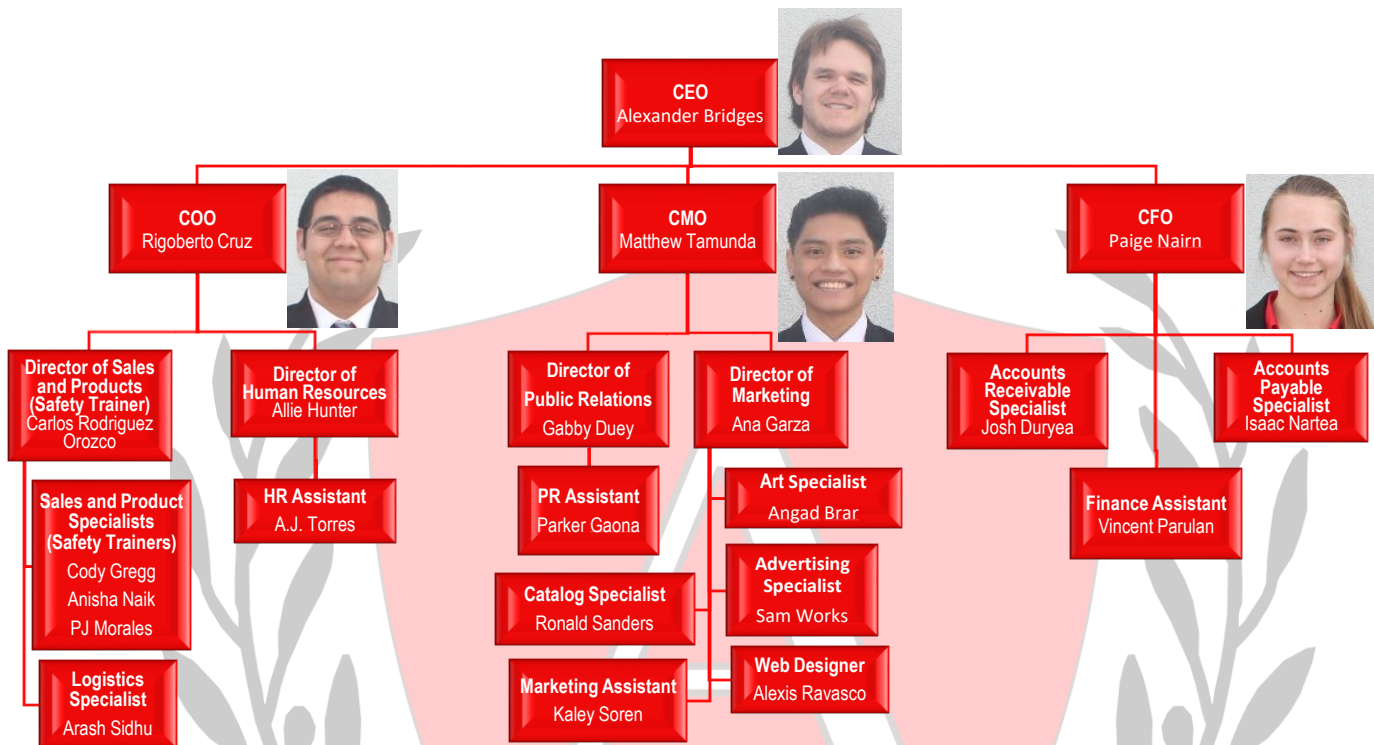 CEO
Alexander Bridges
COO
Rigoberto Cruz
CMO
Matthew Tamunda
CFO
Paige Nairn
Director of Sales
and Products
(Safety Trainer)
Carlos Rodriguez
Orozco
Director of
Human Resources
Allie Hunter
Director of
Public Relations
Gabby Duey
Director of
Marketing
Ana Garza
Accounts
Receivable
Specialist
Josh Duryea
Accounts
Payable
Specialist
Isaac Nartea
Sales and Product
Specialists
(Safety Trainers)
Cody Gregg
Anisha Naik
PJ Morales
HR Assistant
A.J. Torres
PR Assistant
Parker Gaona
Art Specialist
Angad Brar
Finance Assistant
Vincent Parulan
Catalog Specialist
Ronald Sanders
Advertising
Specialist
Sam Works
Logistics
Specialist
Arash Sidhu
Marketing Assistant
Kaley Soren
Web Designer
Alexis Ravasco